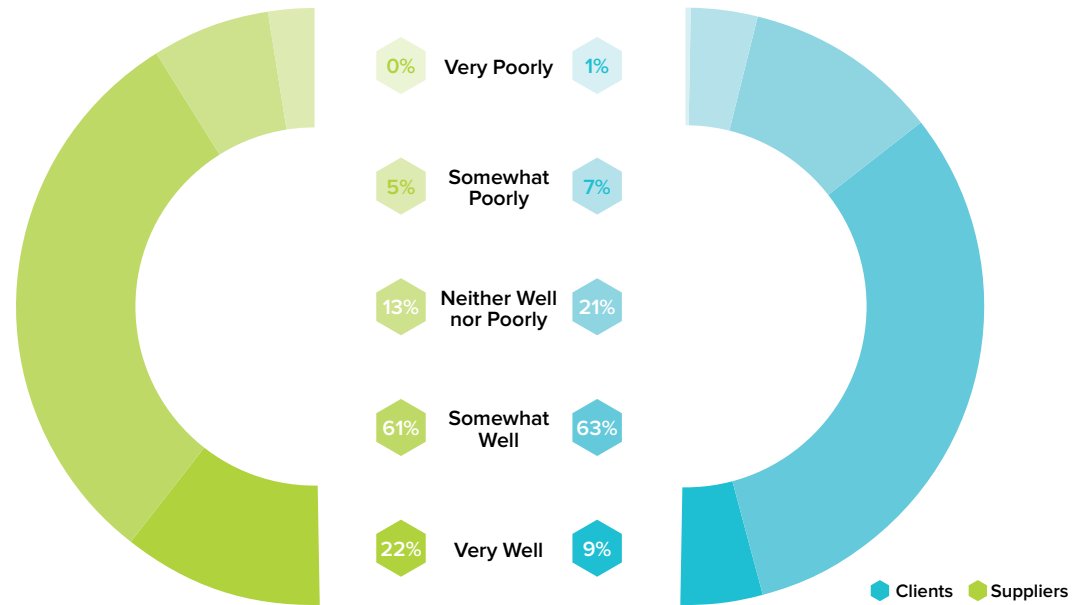 0% Very Poorly 1%
5% Somewhat Poorly 7%
13% Neither Well nor Poorly 21%
61% Somewhat Well 63%
22% Very Well 9%
Clients Suppliers